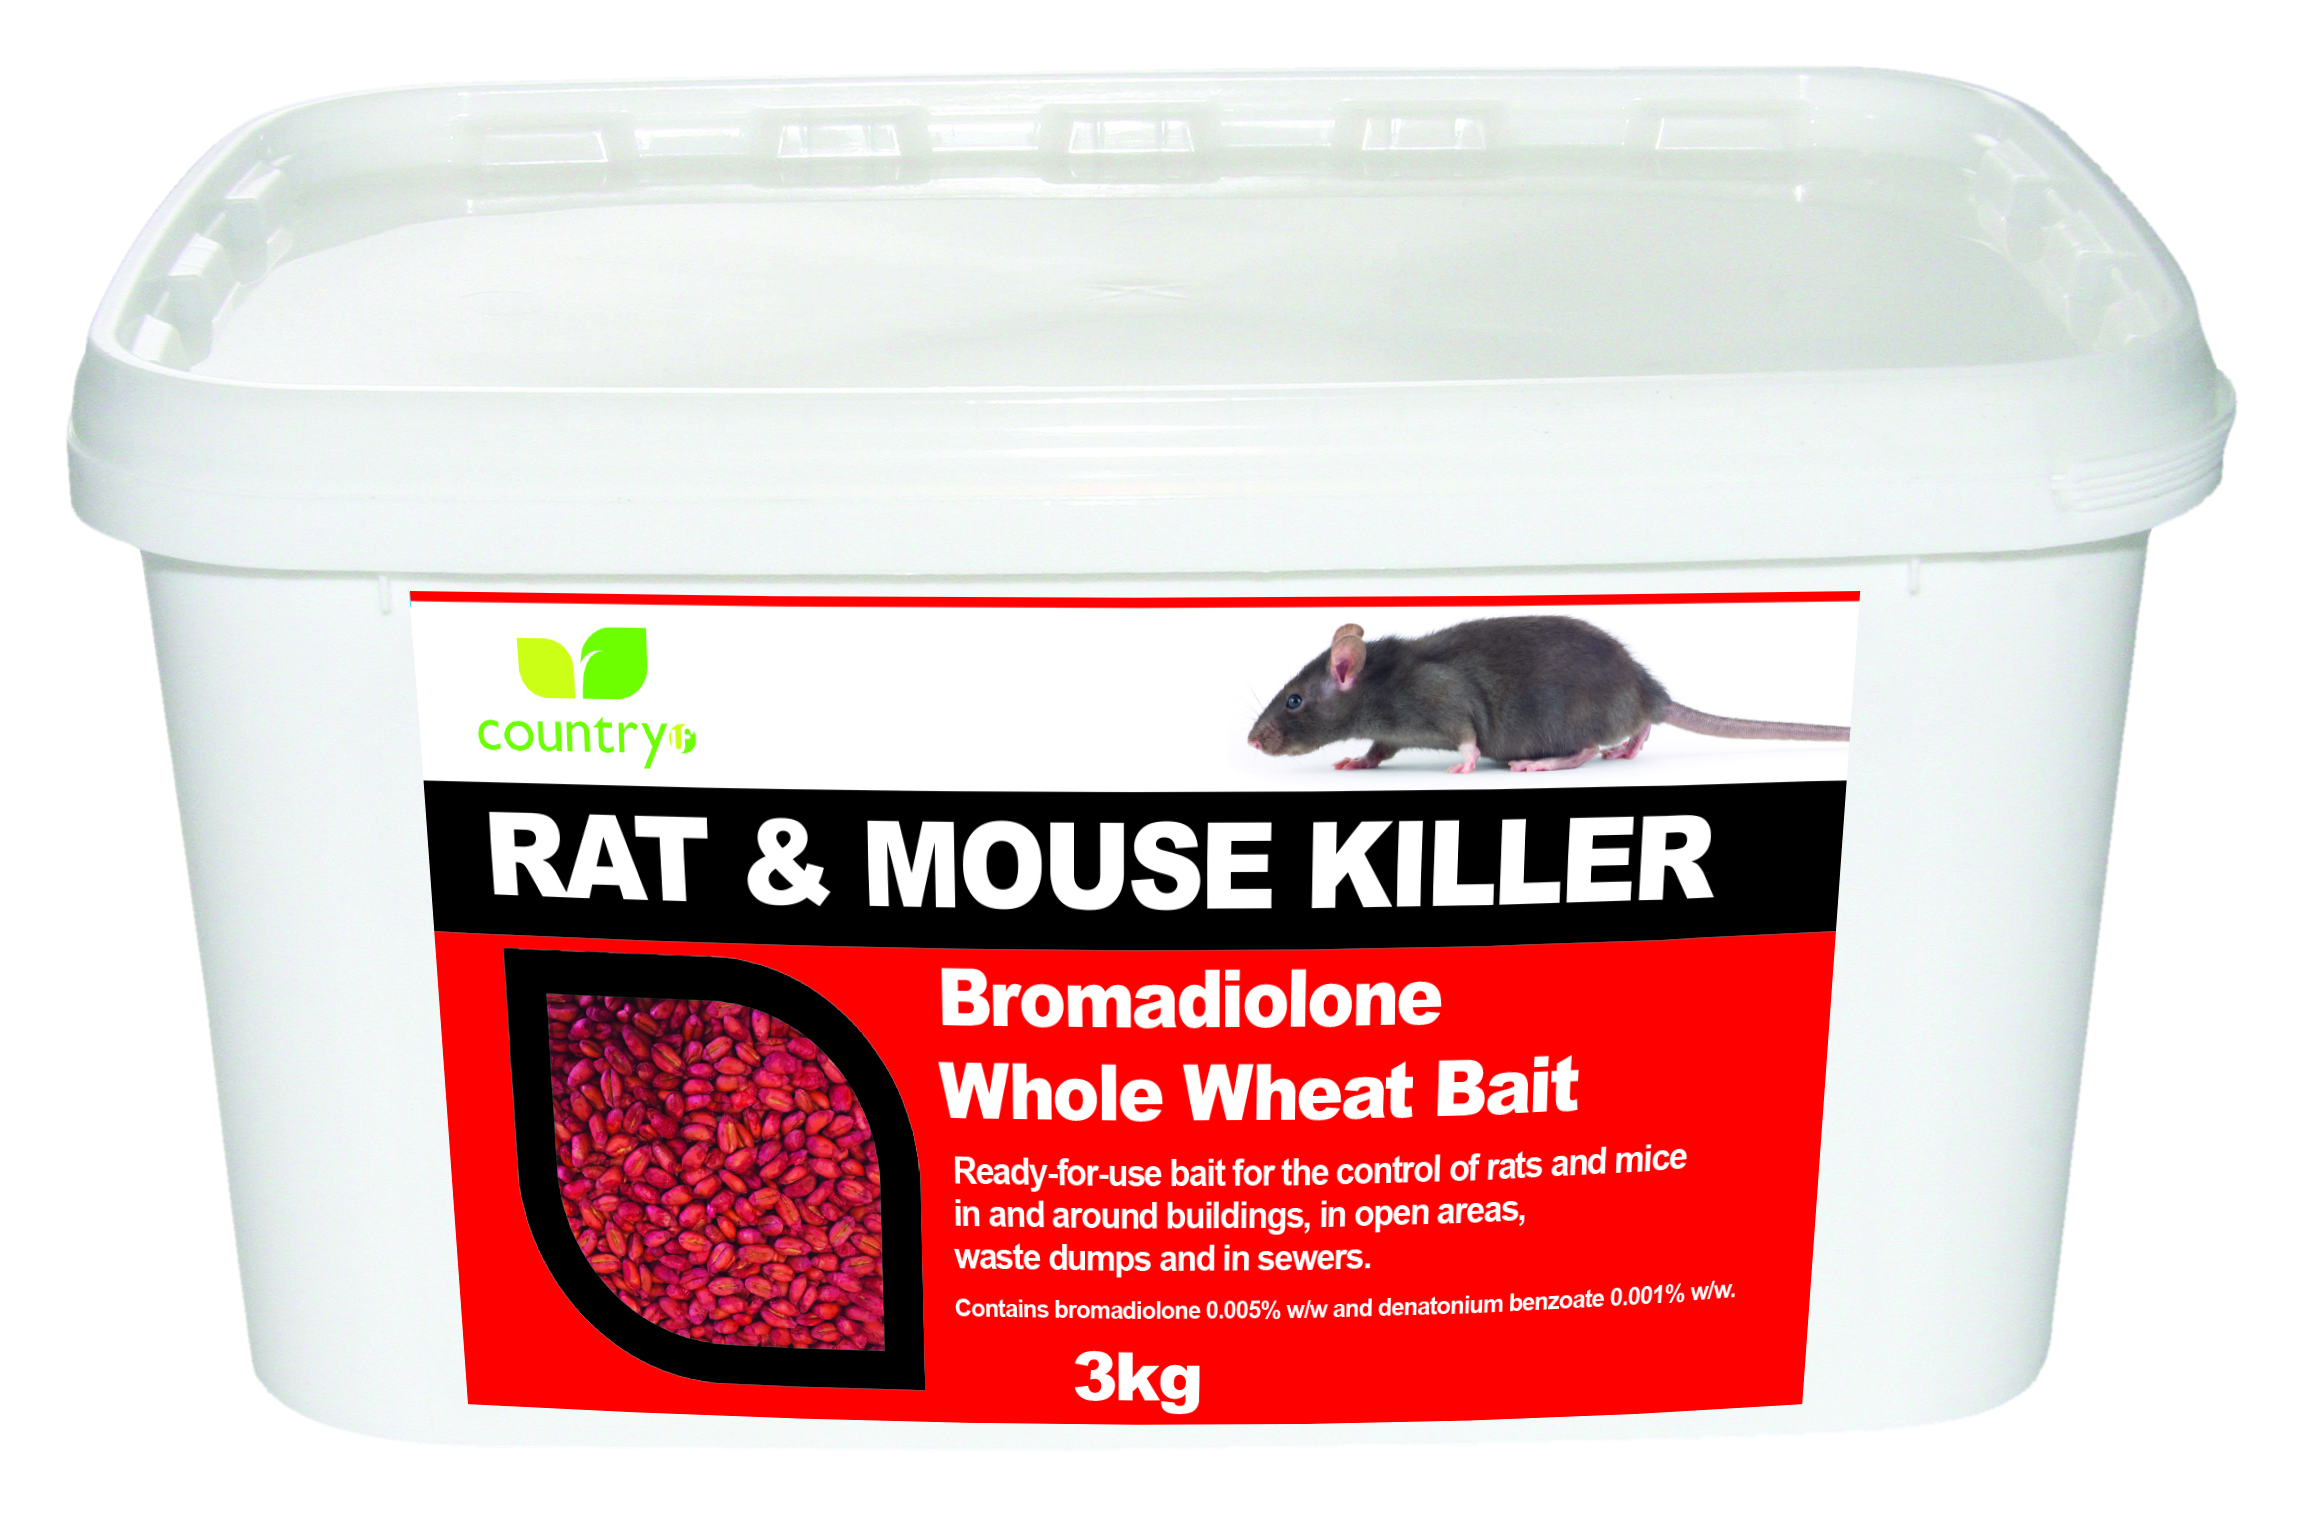 country
RAT & MOUSE KILLER
Bromadiolone
Whole Wheat Bait
Ready-for-use bait for the control of rats and mice
in and around buildings, in open areas,
waste dumps and in sewers.
Contains bromadiolone 0.005% w/w and denatonium benzoate 0.001% w/w.
3kg